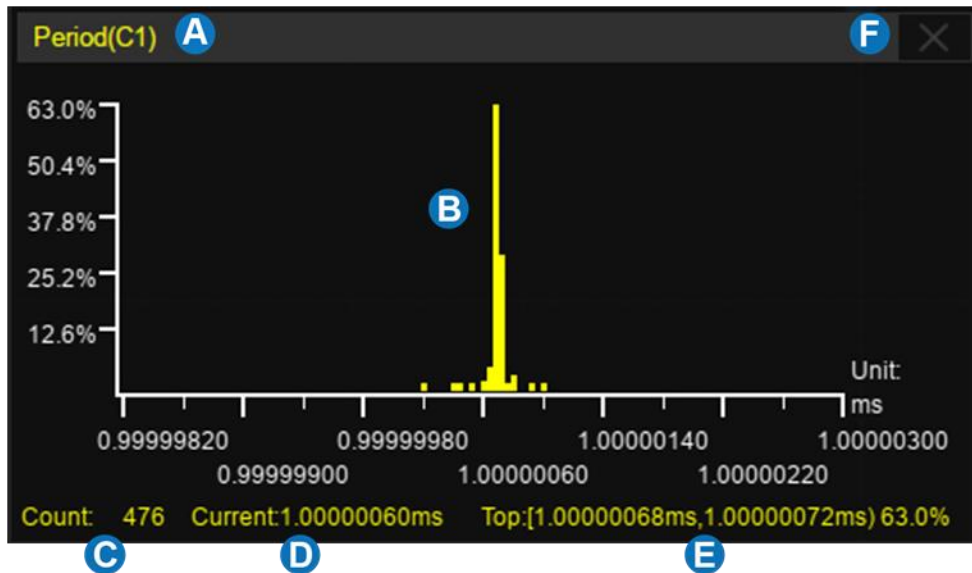 Period(C1) A F X
63.0%
50.4%
B
37.8%
25.2%
12.6%
Unit:
ms
0.99999820 0.99999980 1.00000140 1.00000300
0.99999900 1.00000060 1.00000220
Count: 476 Current:1.00000060ms Top:[1.00000068ms,1.00000072ms) 63.0%
C D E